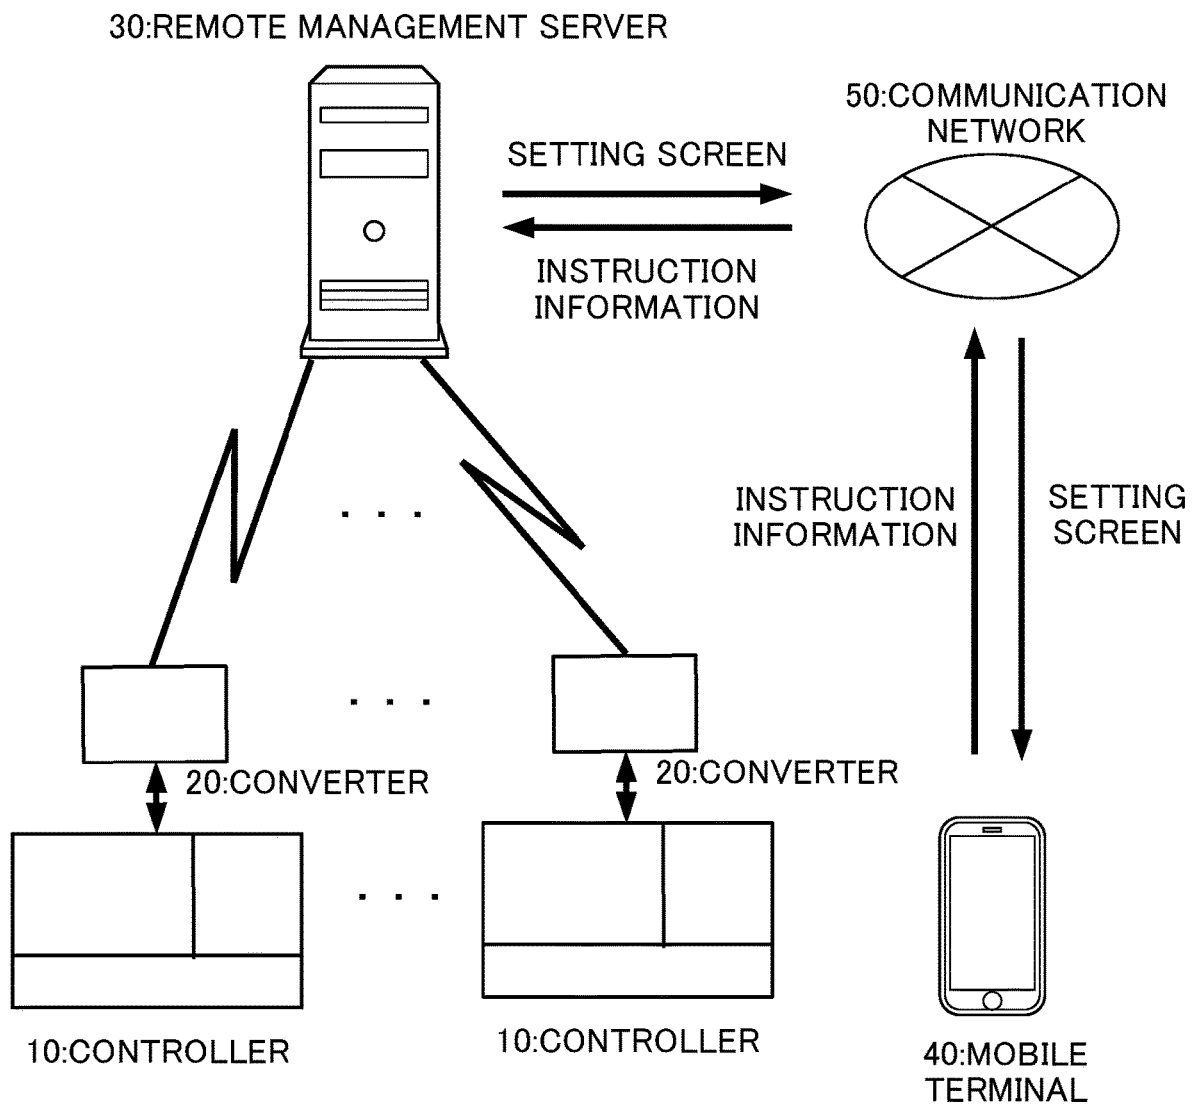 30:REMOTE MANAGEMENT SERVER
50:COMMUNICATION
NETWORK
SETTING SCREEN
INSTRUCTION
INFORMATION
INSTRUCTION
INFORMATION
SETTING
SCREEN
20:CONVERTER
20:CONVERTER
10:CONTROLLER
10:CONTROLLER
40:MOBILE
TERMINAL